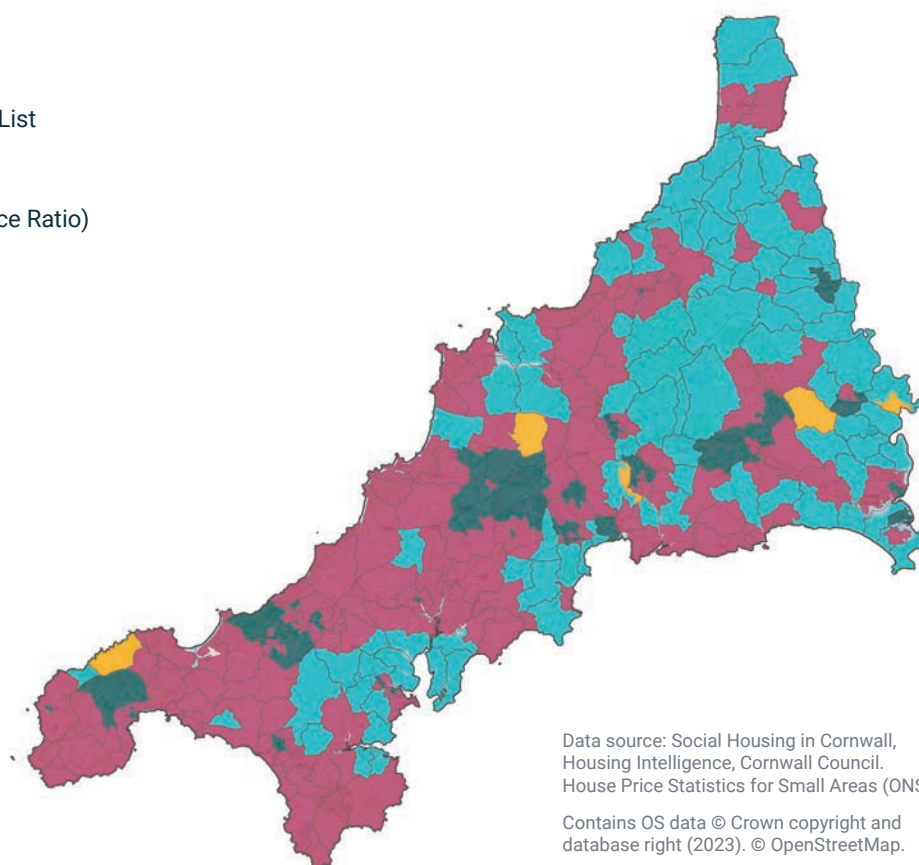 List
ce Ratio)
Data source: Social Housing in Cornwall,
Housing Intelligence, Cornwall Council.
House Price Statistics for Small Areas (ONS
Contains OS data © Crown copyright and
database right (2023). © OpenStreetMap.